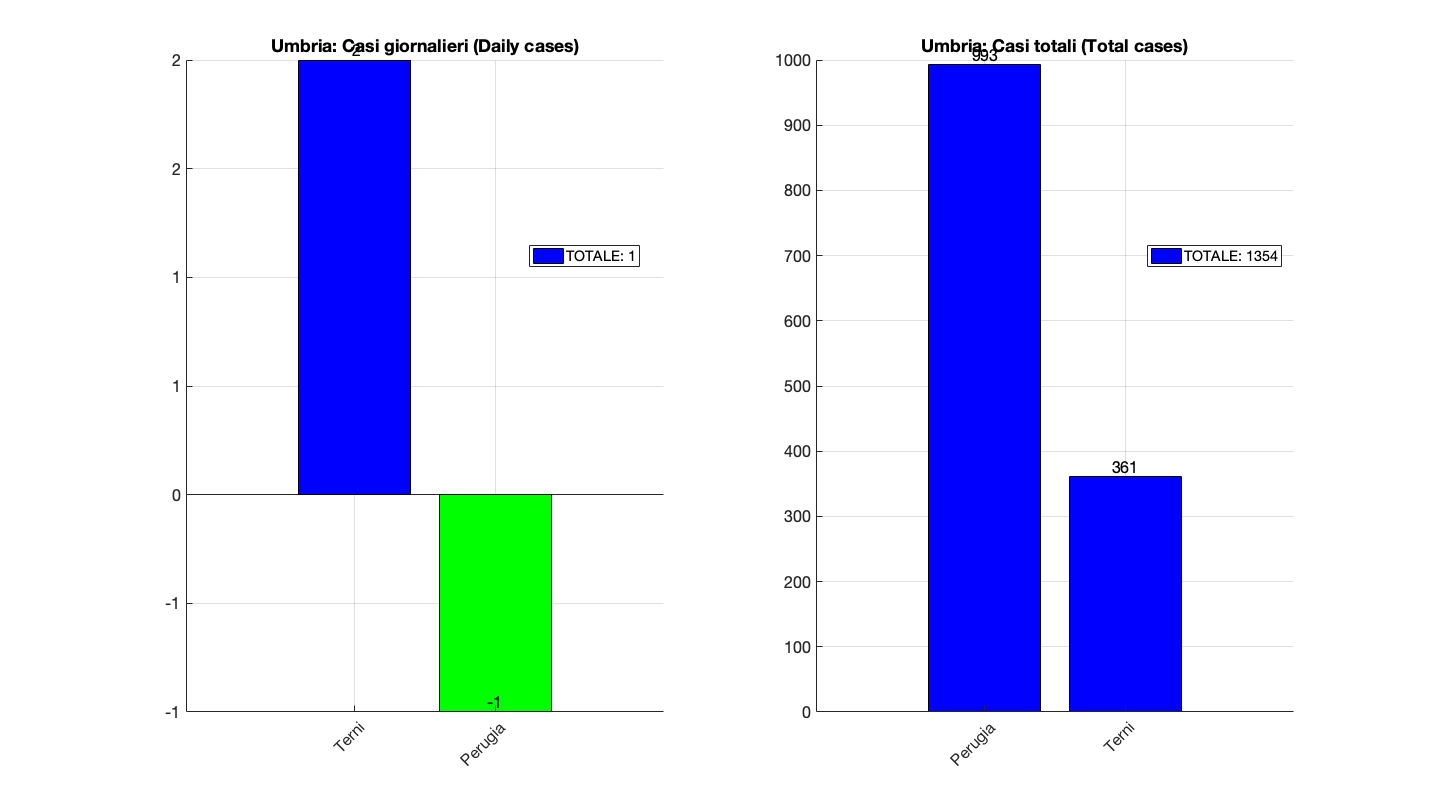 Umbria: Casi giornalieri (Daily cases)
2
2
2
1
1
0
-1
-1
TOTALE: 1
-1
Terni
Perugia
Umbria: Casi totali (Total cases)
993
1000
900
800
700
600
500
400
300
200
100
0
TOTALE: 1354
361
Perugia
Terni